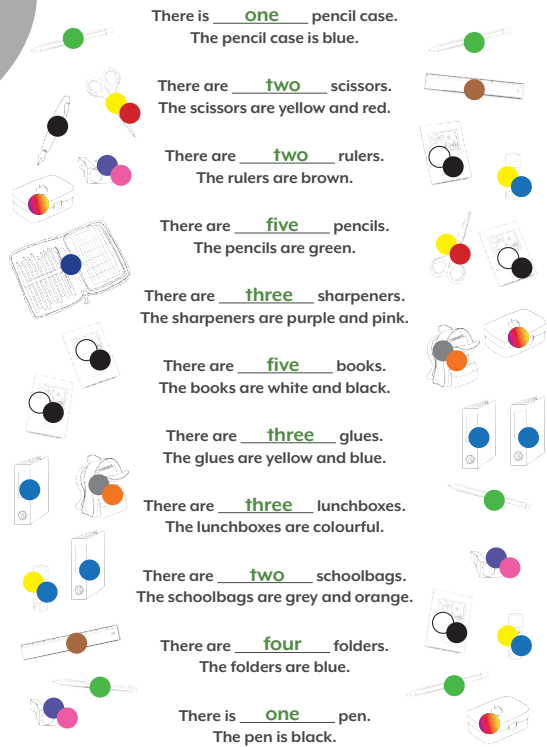 There is one pencil case.
The pencil case is blue.
There are two scissors.
The scissors are yellow and red.
There are two rulers.
The rulers are brown.
There are five pencils.
The pencils are green.
There are three sharpeners.
The sharpeners are purple and pink.
There are five books.
The books are white and black.
There are three glues.
The glues are yellow and blue.
There are three lunchboxes.
The lunchboxes are colourful.
There are two schoolbags.
The schoolbags are grey and orange.
There are four folders.
The folders are blue.
There is one pen.
The pen is black.